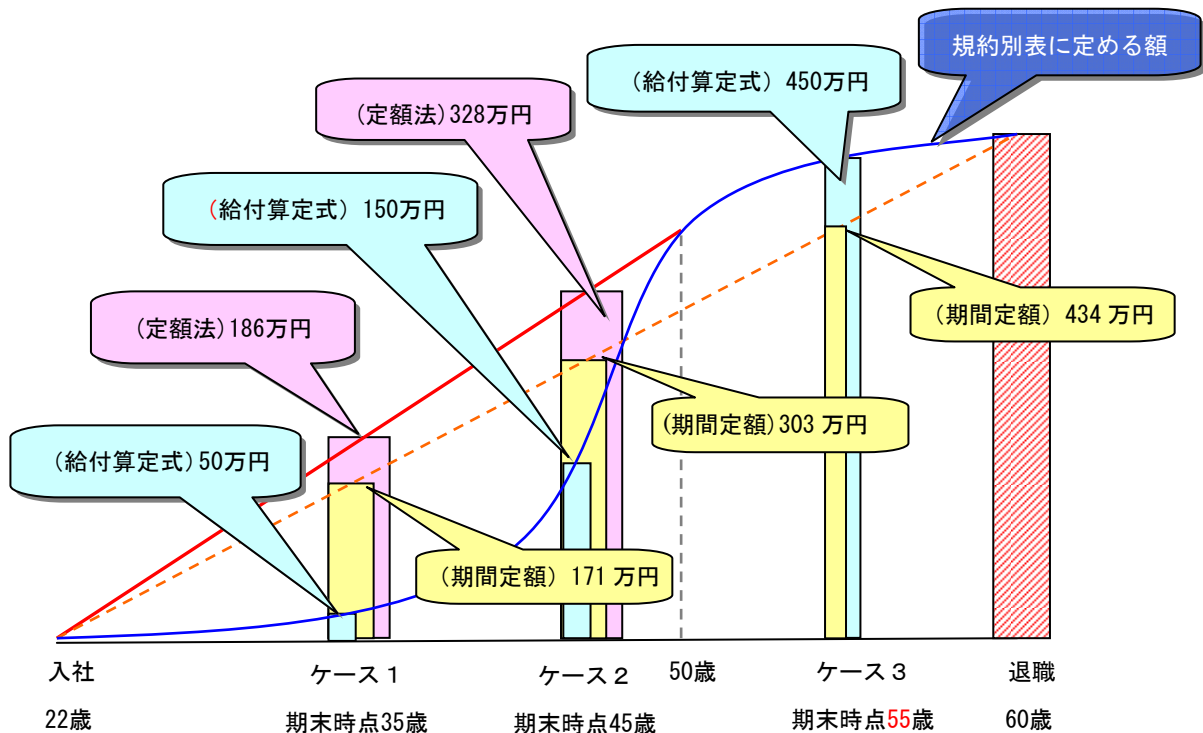 規約別表に定める額
(給付算定式) 450万円
(定額法)328万円
(給付算定式) 150万円
(定額法)186万円
(期間定額) 434 万円
(期間定額)303 万円
(給付算定式)50万円
(期間定額) 171 万円
入社
ケース１
ケース２
50歳
ケース３
退職
22歳
期末時点35歳
期末時点45歳
期末時点55歳
60歳